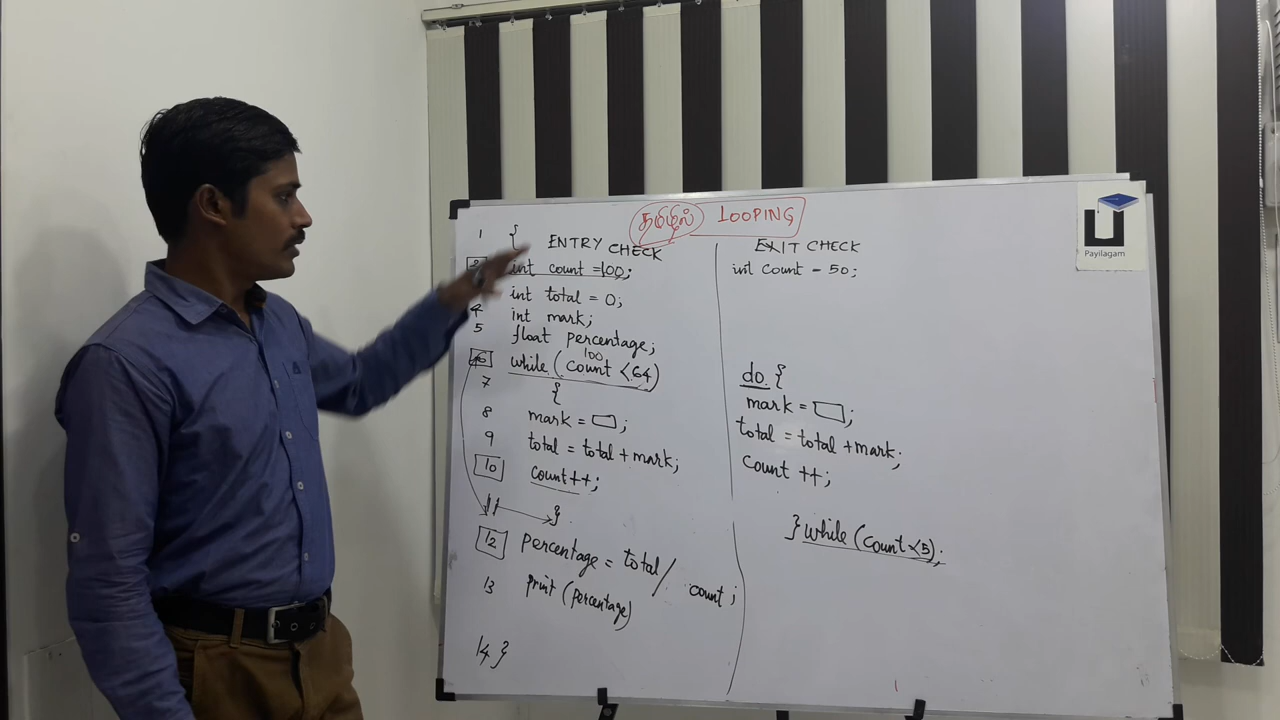 தமிழில் LOOPING
Payilagam
1 {
ENTRY CHECK
2 int count =100;
int total = 0;
4 int mark;
5 float percentage;
100
6 while (count <64)
7 {
8 mark = ;
9 total = total + mark;
10 count++;
11 }
12 percentage = total / count;
13 print (percentage)
14 }
EXIT CHECK
int count = 50;
do {
mark = ;
total = total + mark;
count ++;
} while (count <5);